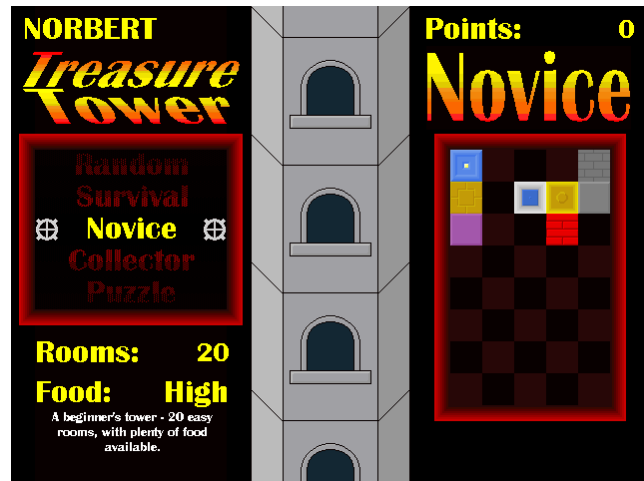 NORBERT
Treasure
Tower
Random
Survival
Novice
Collector
Puzzle
Rooms: 20
Food: High
A beginner's tower - 20 easy
rooms, with plenty of food
available.
Points: 0
Novice